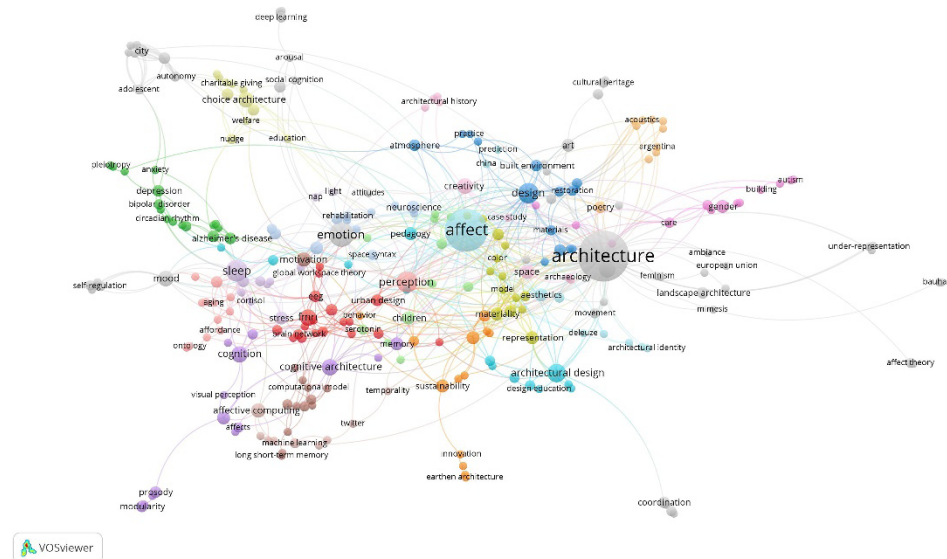 deep learning
city
arousal
autonomy
charitable giving
social cognition
adolescent
choice architecture
cultural heritage
architectural history
welfare
acoustics
nudge
education
practice
atmosphere
prediction
art
argentina
china
built environment
pleiotropy
anxiety
autism
depression
light
attitudes
creativity
design
restoration
building
nap
bipolar disorder
circadian rhythm
rehabilitation
neuroscience
case study
poetry
gender
alzheimer's disease
emotion
pedagogy
affect
materials
care
motivation
space syntax
color
architecture
ambiance
under-representation
sleep
global workspace theory
space
archaeology
feminism
european union
self-regulation
mood
perception
model
bauha
aging
cortisol
eeg
urban design
aesthetics
landscape architecture
stress
fmri
behavior
children
materiality
movement
mimesis
affordance
brain network
serotonin
representation
deleuze
ontology
cognition
memory
architectural identity
cognitive architecture
affect theory
architectural design
visual perception
computational model
temporality
sustainability
design education
affective computing
affects
twitter
machine learning
long short-term memory
innovation
earthen architecture
prosody
modularity
coordination
VOSviewer